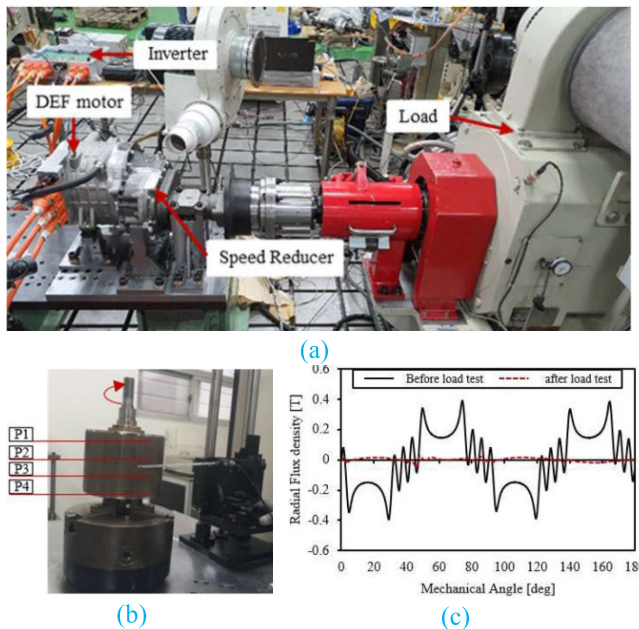 Inverter
DEF motor
Load
Speed Reducer
(a)
P1
P2
P3
P4
(b)
Before load test
after load test
Radial Flux density [T]
0.6
0.4
0.2
0
-0.2
-0.4
-0.6
0 20 40 60 80 100 120 140 160 180
Mechanical Angle [deg]
(c)